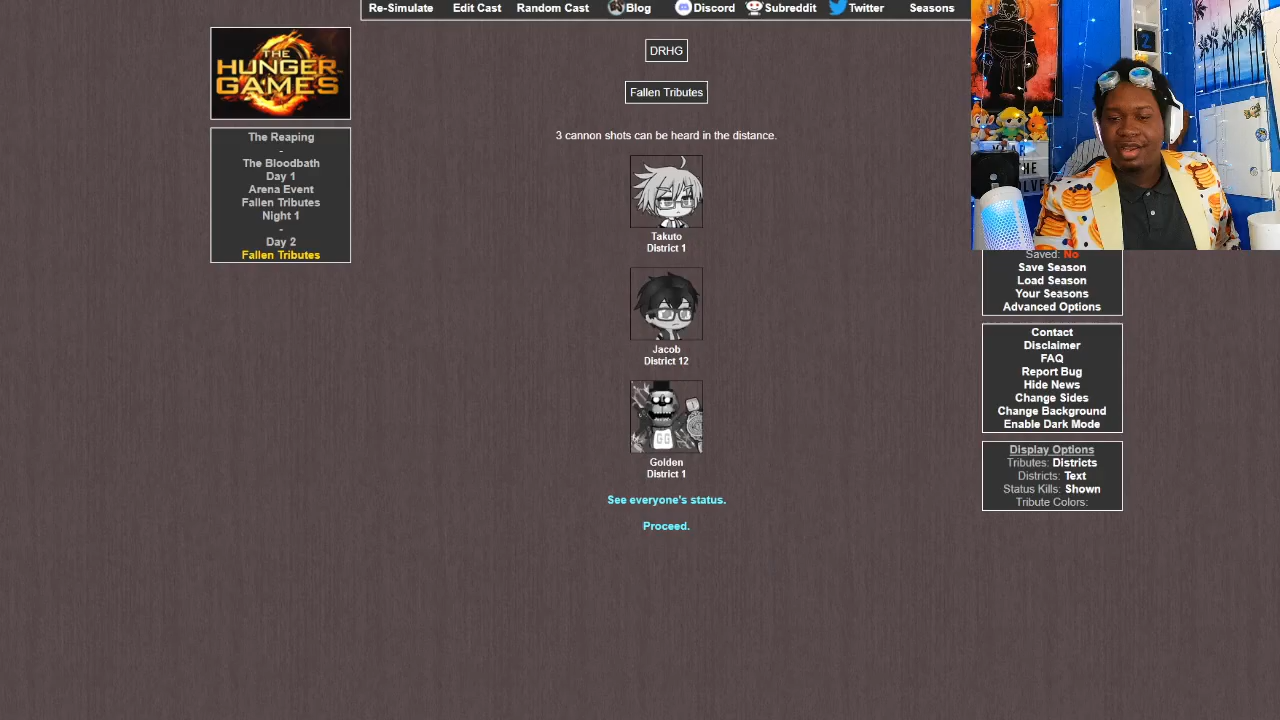 Re-Simulate Edit Cast Random Cast Blog Discord Subreddit Twitter Seasons
THE
HUNGER
GAMES
The Reaping
-
The Bloodbath
Day 1
Arena Event
Fallen Tributes
Night 1
-
Day 2
Fallen Tributes
DRHG
Fallen Tributes
3 cannon shots can be heard in the distance.
Takuto
District 1
Jacob
District 12
GG
Golden
District 1
See everyone's status.
Proceed.
2
THE
Saved: No
Save Season
Load Season
Your Seasons
Advanced Options
Contact
Disclaimer
FAQ
Report Bug
Hide News
Change Sides
Change Background
Enable Dark Mode
Display Options
Tributes: Districts
Districts: Text
Status Kills: Shown
Tribute Colors: